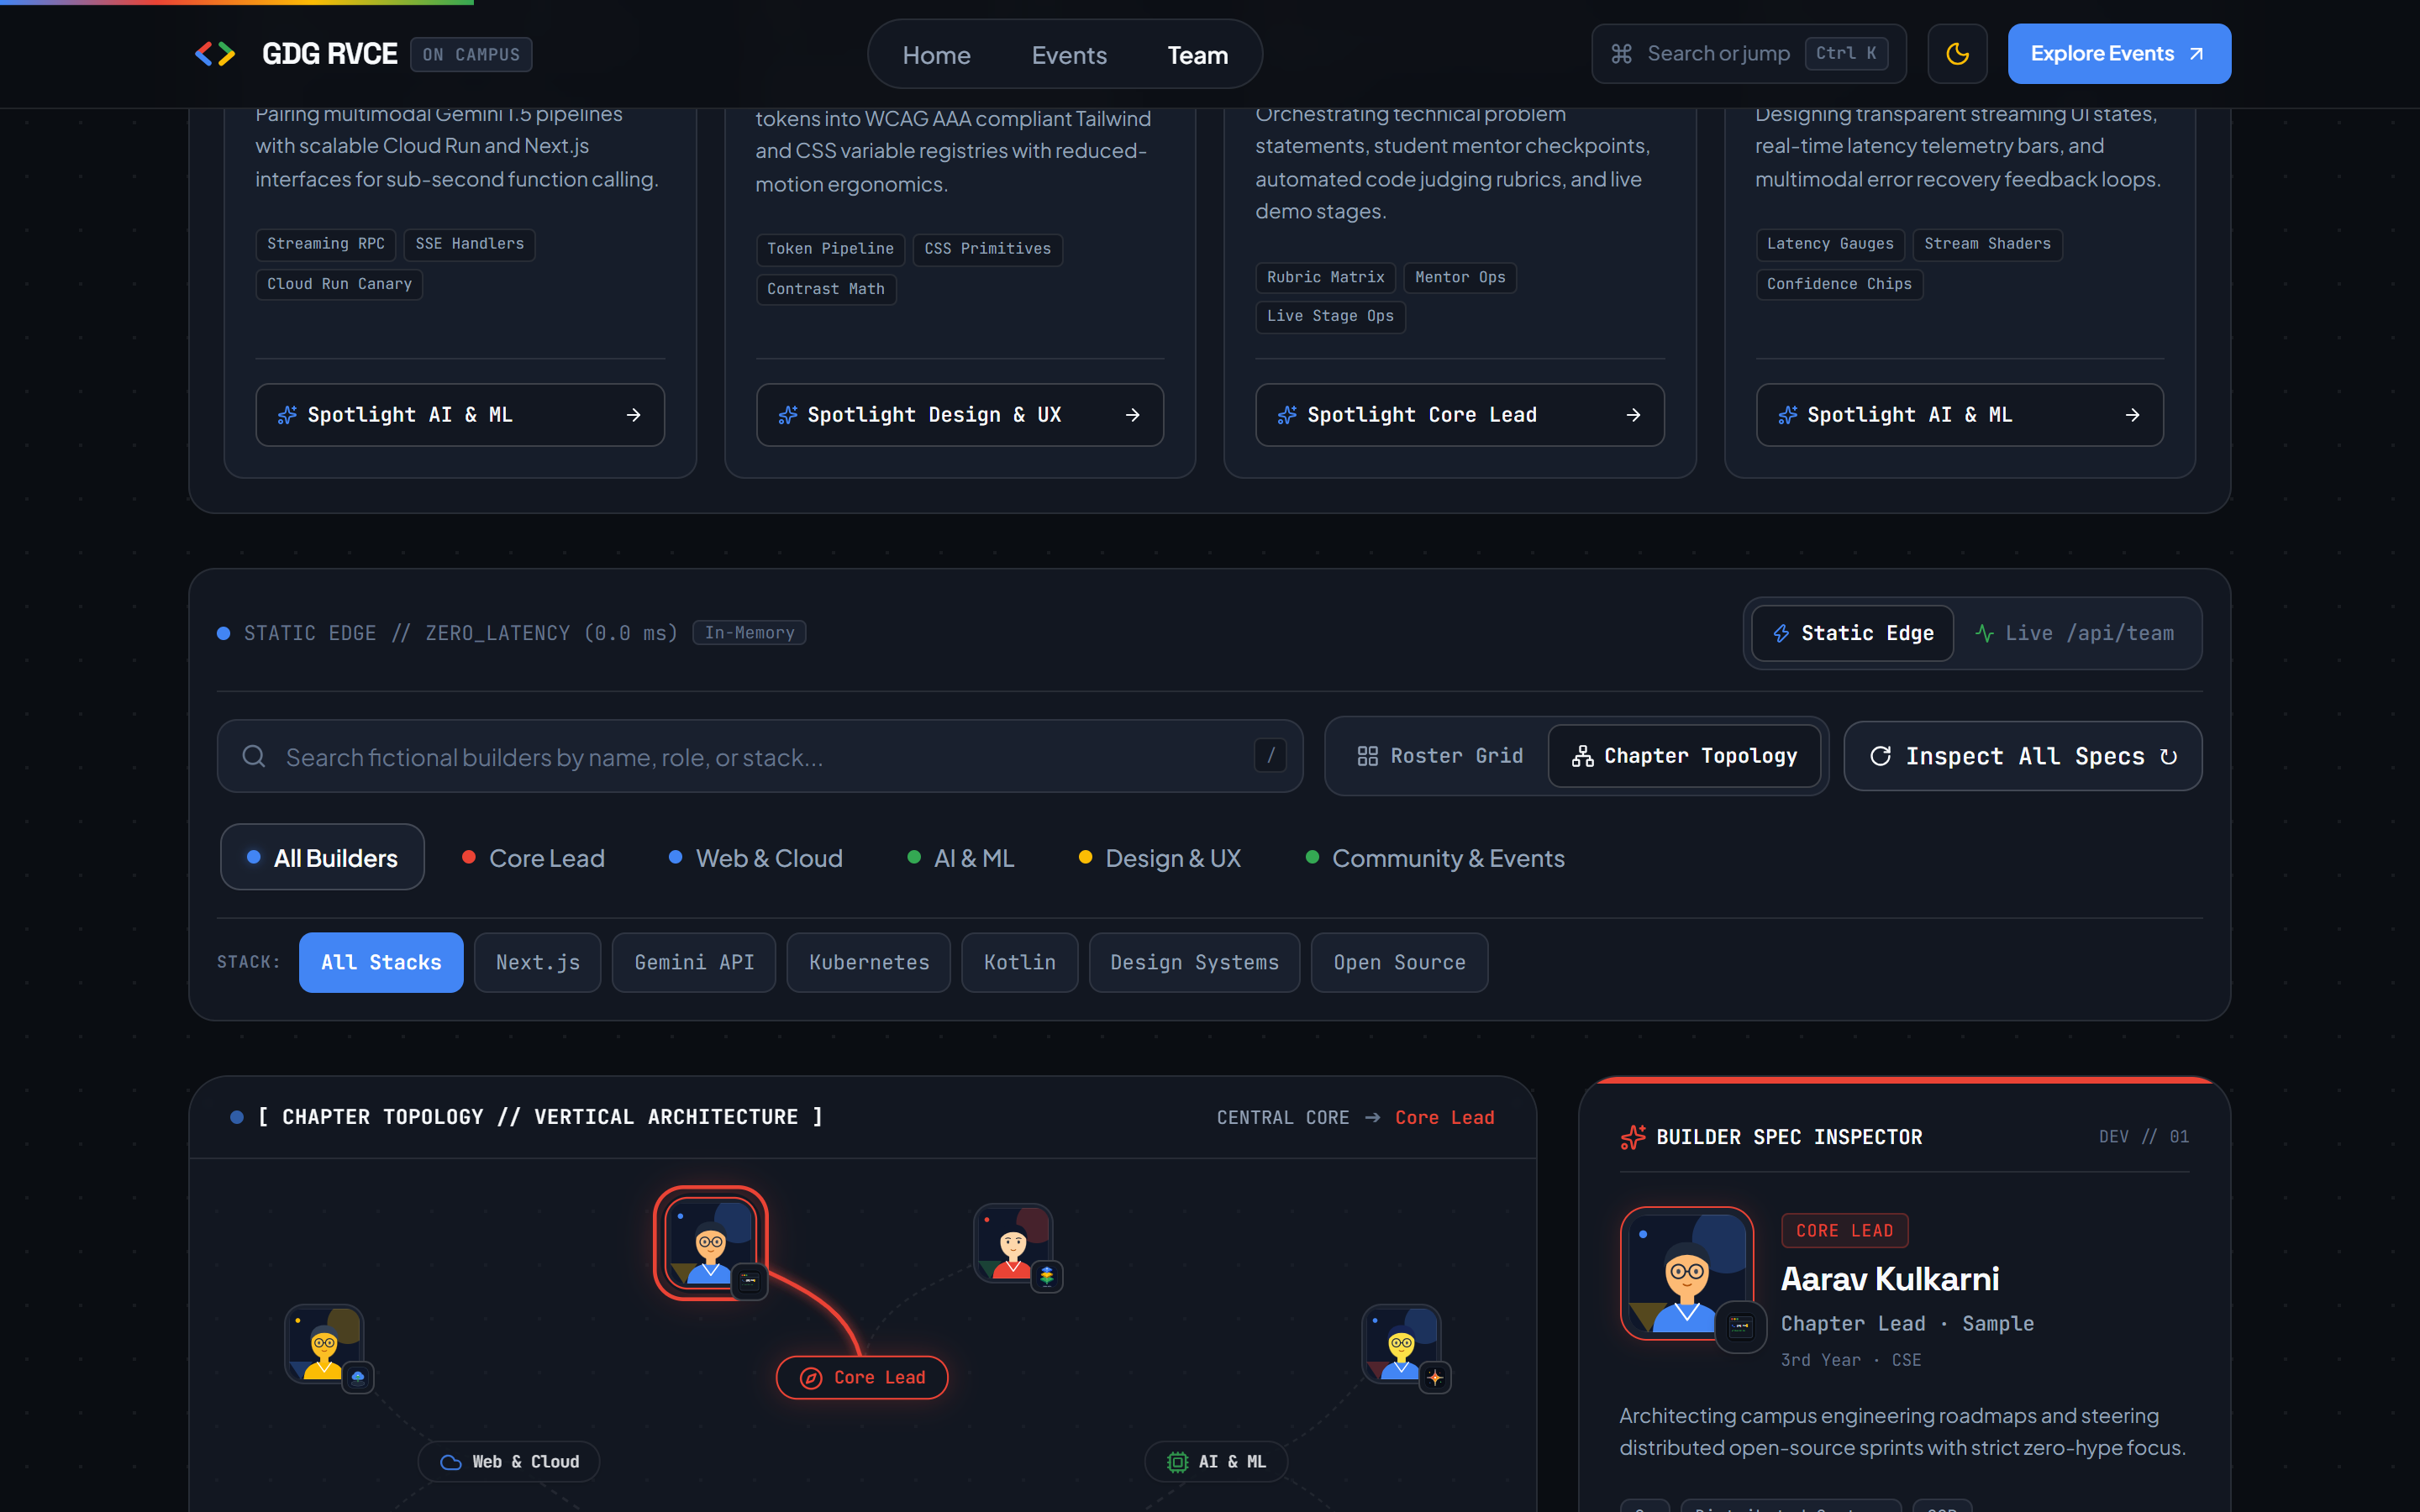 GDG RVCE ON CAMPUS
Home Events Team
Search or jump Ctrl K
Explore Events
Pairing multimodal Gemini 1.5 pipelines
with scalable Cloud Run and Next.js
interfaces for sub-second function calling.
Streaming RPC SSE Handlers
Cloud Run Canary
Spotlight AI & ML →
tokens into WCAG AAA compliant Tailwind
and CSS variable registries with reduced-
motion ergonomics.
Token Pipeline CSS Primitives
Contrast Math
Spotlight Design & UX →
Orchestrating technical problem
statements, student mentor checkpoints,
automated code judging rubrics, and live
demo stages.
Rubric Matrix Mentor Ops
Live Stage Ops
Spotlight Core Lead →
Designing transparent streaming UI states,
real-time latency telemetry bars, and
multimodal error recovery feedback loops.
Latency Gauges Stream Shaders
Confidence Chips
Spotlight AI & ML →
STATIC EDGE // ZERO_LATENCY (0.0 ms) In-Memory
Static Edge Live /api/team
Search fictional builders by name, role, or stack... /
Roster Grid Chapter Topology
Inspect All Specs ↻
All Builders Core Lead Web & Cloud AI & ML Design & UX Community & Events
STACK: All Stacks Next.js Gemini API Kubernetes Kotlin Design Systems Open Source
[ CHAPTER TOPOLOGY // VERTICAL ARCHITECTURE ]
CENTRAL CORE → Core Lead
Core Lead
Web & Cloud
AI & ML
BUILDER SPEC INSPECTOR DEV // 01
CORE LEAD
Aarav Kulkarni
Chapter Lead · Sample
3rd Year · CSE
Architecting campus engineering roadmaps and steering
distributed open-source sprints with strict zero-hype focus.